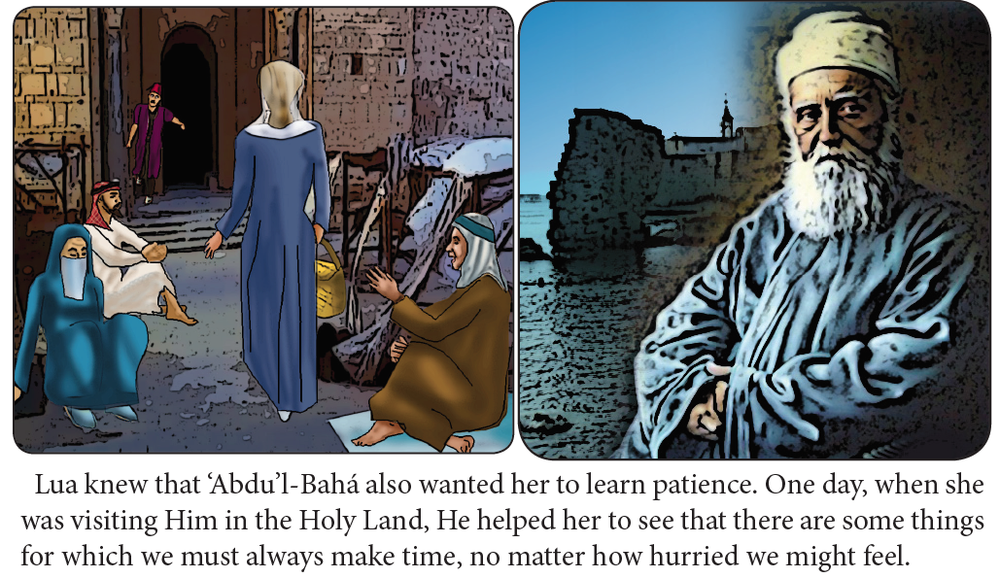 Lua knew that ‘Abdu’l-Bahá also wanted her to learn patience. One day, when she
was visiting Him in the Holy Land, He helped her to see that there are some things
for which we must always make time, no matter how hurried we might feel.